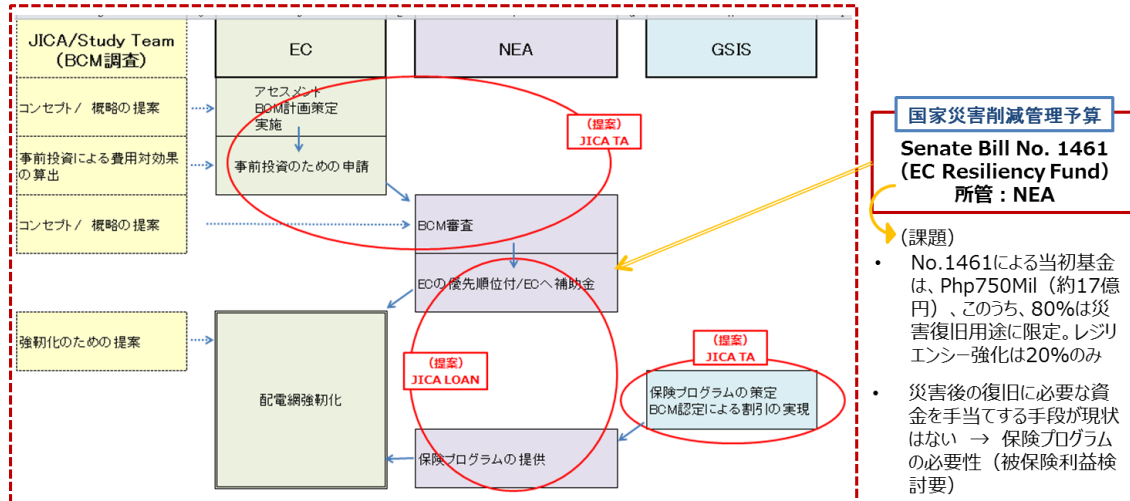 JICA/Study Team
(BCM調査)
EC
NEA
GSIS
コンセプト/ 概略の提案
アセスメント
BCM計画策定
実施
(提案)
JICA TA
事前投資による費用対効果
の算出
事前投資のための申請
コンセプト/ 概略の提案
BCM審査
ECの優先順位付/ECへ補助金
強靭化のための提案
(提案)
JICA LOAN
(提案)
JICA TA
配電網強靭化
保険プログラムの策定
BCM認定による割引の実現
保険プログラムの提供
国家災害削減管理予算
Senate Bill No. 1461
(EC Resiliency Fund)
所管:NEA
(課題)
• No.1461による当初基金
は、Php750Mil(約17億
円)、このうち、80%は災
害復旧用途に限定。レジリ
エンシー強化は20%のみ
• 災害後の復旧に必要な資
金を手当てする手段が現状
はない → 保険プログラム
の必要性(被保険利益検
討要)